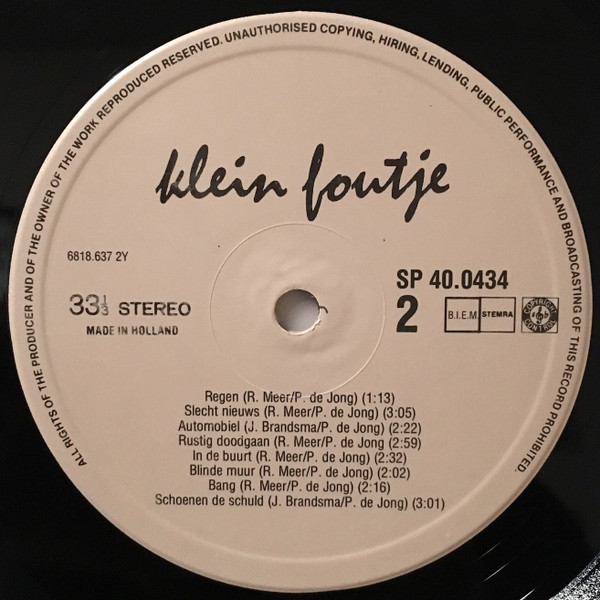 ALL RIGHTS OF THE PRODUCER AND OF THE OWNER OF THE WORK REPRODUCED RESERVED. UNAUTHORISED COPYING, HIRING, LENDING, PUBLIC PERFORMANCE AND BROADCASTING OF THIS RECORD PROHIBITED.
klein foutje
6818.637 2Y
SP 40.0434
33⅓ STEREO
2
B.I.E.M. STEMRA
COPYRIGHT CONTROL
MADE IN HOLLAND
Regen (R. Meer/P. de Jong) (1:13)
Slecht nieuws (R. Meer/P. de Jong) (3:05)
Automobiel (J. Brandsma/P. de Jong) (2:22)
Rustig doodgaan (R. Meer/P. de Jong) (2:59)
In de buurt (R. Meer/P. de Jong) (2:32)
Blinde muur (R. Meer/P. de Jong) (2:02)
Bang (R. Meer/P. de Jong) (2:16)
Schoenen de schuld (J. Brandsma/P. de Jong) (3:01)